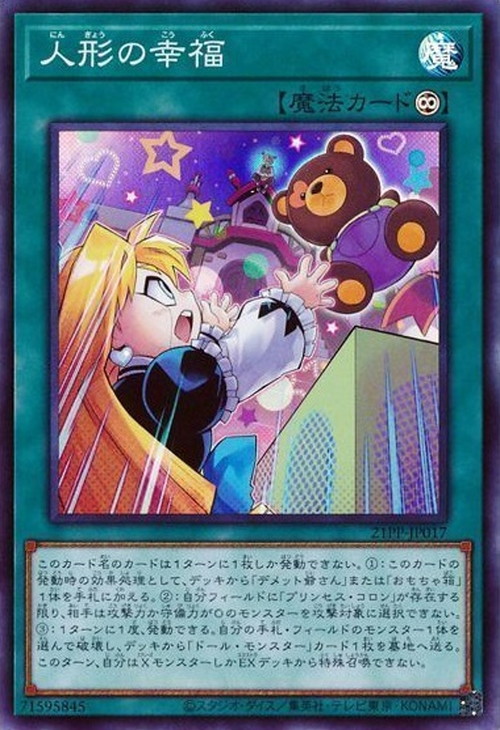 人形の幸福
にん ぎょう こう ふく
魔
【魔法カード】
21PP-JP017
このカード名のカードは１ターンに１枚しか発動できない。①：このカードの
発動時の効果処理として、デッキから「デメット爺さん」または「おもちゃ箱」
１体を手札に加える。②：自分フィールドに「プリンセス・コロン」が存在する
限り、相手は攻撃力か守備力が０のモンスターを攻撃対象に選択できない。
③：１ターンに１度、発動できる。自分の手札・フィールドのモンスター１体を
選んで破壊し、デッキから「ドール・モンスター」カード１枚を墓地へ送る。
このターン、自分はＸモンスターしかＥＸデッキから特殊召喚できない。
71595845
©スタジオ・ダイス／集英社・テレビ東京・KONAMI